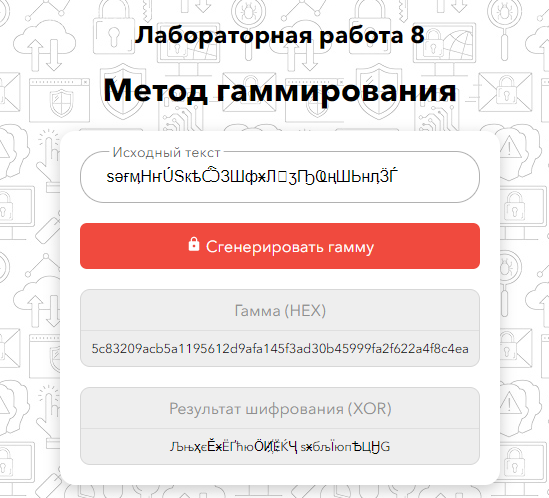 Лабораторная работа 8
Метод гаммирования
Исходный текст
Сгенерировать гамму
Гамма (HEX)
5c83209acb5a1195612d9afa145f3ad30b45999fa2f622a4f8c4ea
Результат шифрования (XOR)